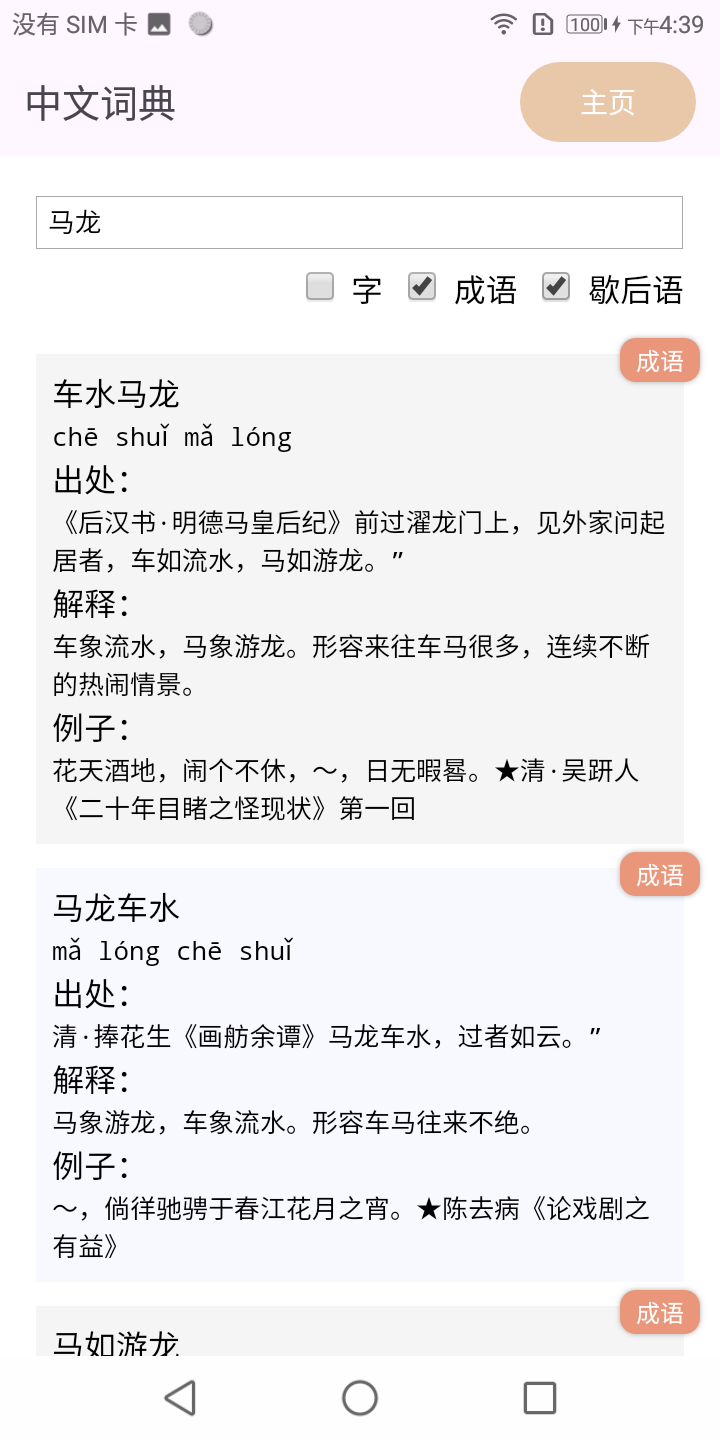 没有 SIM 卡
100 下午4:39
中文词典
主页
马龙
字 成语 歇后语
成语
车水马龙
chē shuǐ mǎ lóng
出处：
《后汉书·明德马皇后纪》前过濯龙门上，见外家问起
居者，车如流水，马如游龙。”
解释：
车象流水，马象游龙。形容来往车马很多，连续不断
的热闹情景。
例子：
花天酒地，闹个不休，～，日无暇晷。★清·吴趼人
《二十年目睹之怪现状》第一回
成语
马龙车水
mǎ lóng chē shuǐ
出处：
清·捧花生《画舫余谭》马龙车水，过者如云。”
解释：
马象游龙，车象流水。形容车马往来不绝。
例子：
～，倘徉驰骋于春江花月之宵。★陈去病《论戏剧之
有益》
成语
马如游龙